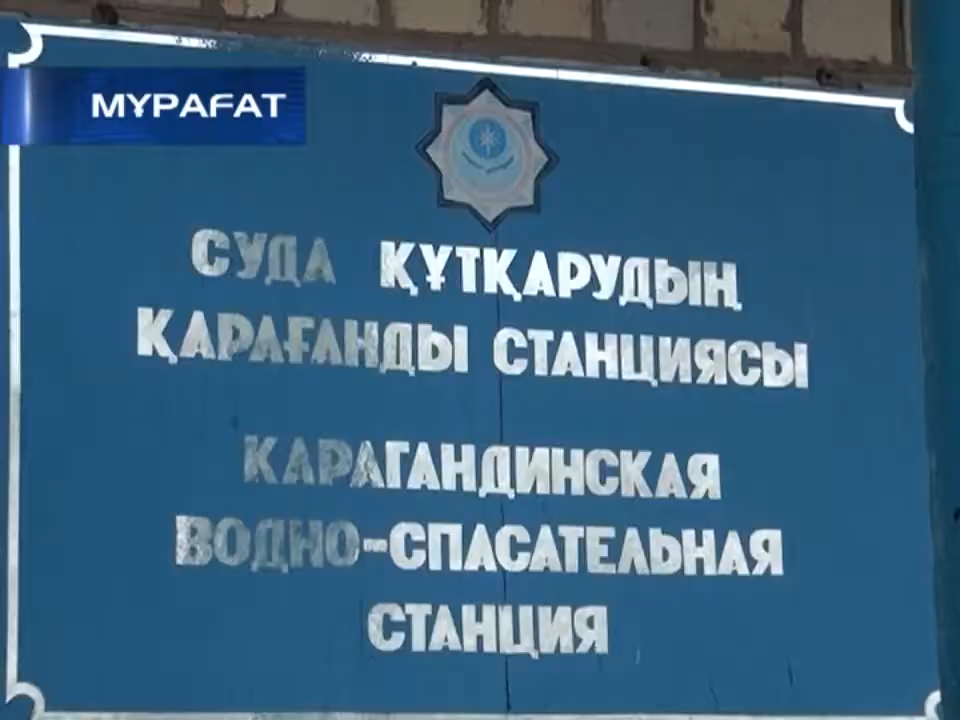 МҰРАҒАТ
СУДА ҚҰТҚАРУДЫҢ
ҚАРАҒАНДЫ СТАНЦИЯСЫ
КАРАГАНДИНСКАЯ
ВОДНО-СПАСАТЕЛЬНАЯ
СТАНЦИЯ